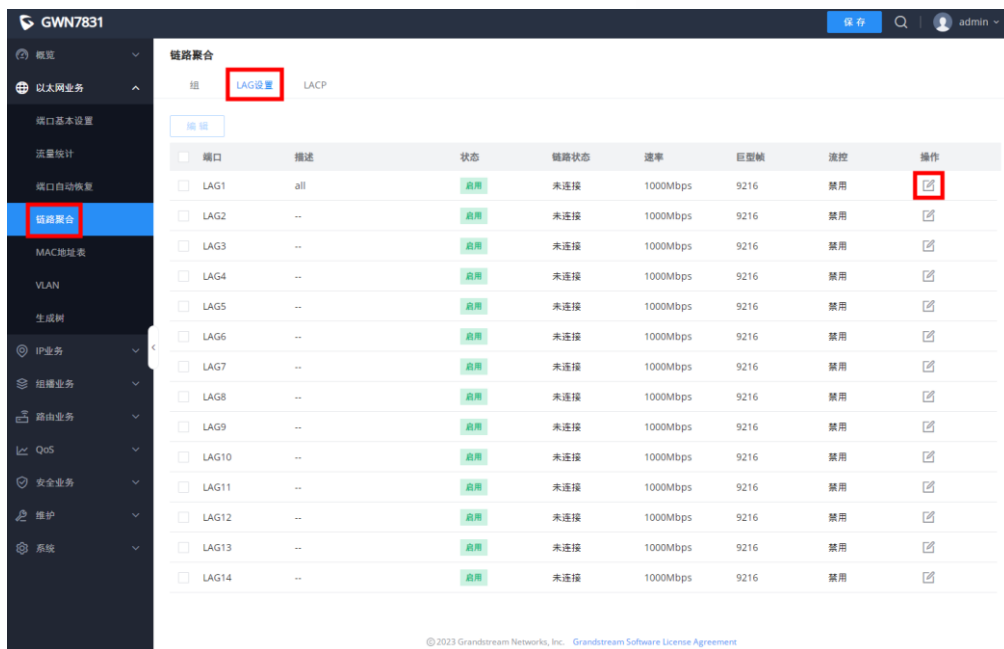 GWN7831
保存
admin
概览
以太网业务
端口基本设置
流量统计
端口自动恢复
链路聚合
MAC地址表
VLAN
生成树
IP业务
组播业务
路由业务
QoS
安全业务
维护
系统
链路聚合
组 LAG设置 LACP
编辑
端口 描述 状态 链路状态 速率 巨型帧 流控 操作
LAG1 all 启用 未连接 1000Mbps 9216 禁用
LAG2 -- 启用 未连接 1000Mbps 9216 禁用
LAG3 -- 启用 未连接 1000Mbps 9216 禁用
LAG4 -- 启用 未连接 1000Mbps 9216 禁用
LAG5 -- 启用 未连接 1000Mbps 9216 禁用
LAG6 -- 启用 未连接 1000Mbps 9216 禁用
LAG7 -- 启用 未连接 1000Mbps 9216 禁用
LAG8 -- 启用 未连接 1000Mbps 9216 禁用
LAG9 -- 启用 未连接 1000Mbps 9216 禁用
LAG10 -- 启用 未连接 1000Mbps 9216 禁用
LAG11 -- 启用 未连接 1000Mbps 9216 禁用
LAG12 -- 启用 未连接 1000Mbps 9216 禁用
LAG13 -- 启用 未连接 1000Mbps 9216 禁用
LAG14 -- 启用 未连接 1000Mbps 9216 禁用
© 2023 Grandstream Networks, Inc. Grandstream Software License Agreement